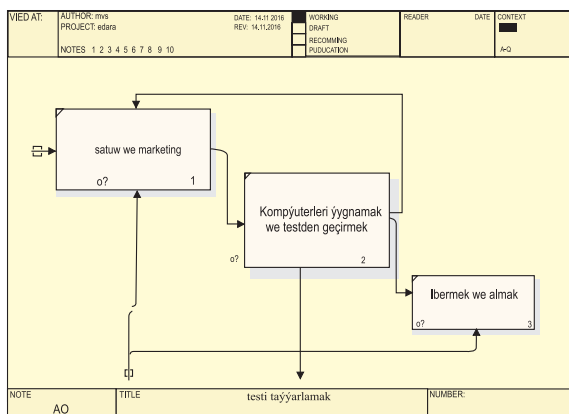 VIED AT:
AUTHOR: mvs
PROJECT: edara
NOTES 1 2 3 4 5 6 7 8 9 10
DATE: 14.11 2016
REV: 14,11,2016
WORKING
DRAFT
RECOMMING
PUDUCATION
READER DATE
CONTEXT
A-Q
satuw we marketing
o? 1
Kompýuterleri ýygnamak
we testden geçirmek
o? 2
Ibermek we almak
o? 3
NOTE
AO
TITLE
testi taýýarlamak
NUMBER: